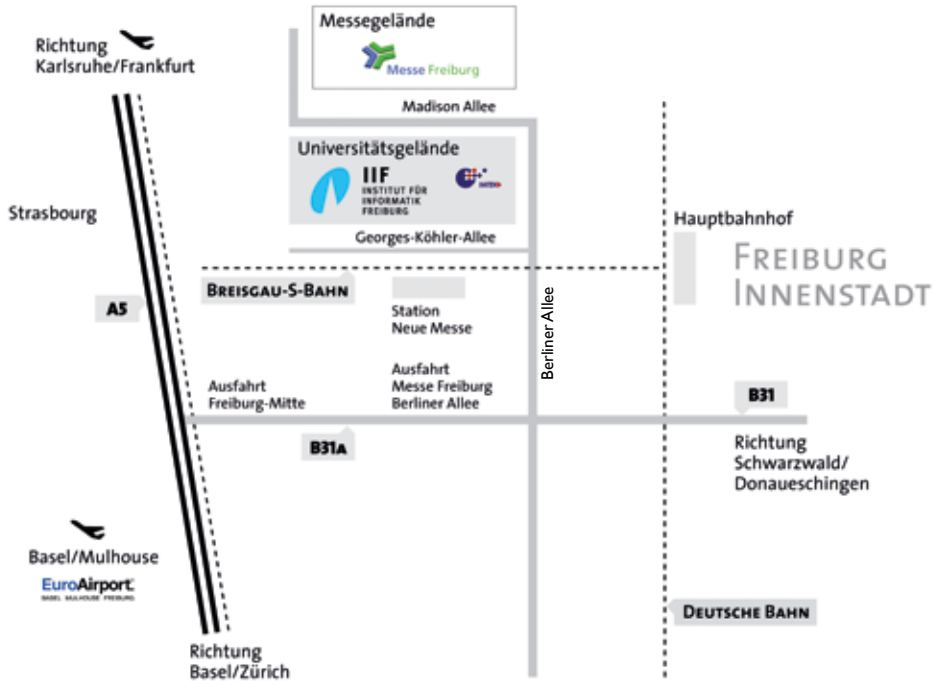 Messegelände
Messe Freiburg
Richtung
Karlsruhe/Frankfurt
Madison Allee
Universitätsgelände
IIF
INSTITUT FÜR
INFORMATIK
FREIBURG
Strasbourg
Georges-Köhler-Allee
Hauptbahnhof
FREIBURG
INNENSTADT
BREISGAU-S-BAHN
A5
Station
Neue Messe
Berliner Allee
Ausfahrt
Freiburg-Mitte
Ausfahrt
Messe Freiburg
Berliner Allee
B31
B31A
Richtung
Schwarzwald/
Donaueschingen
Basel/Mulhouse
EuroAirport
BASEL MULHOUSE FREIBURG
DEUTSCHE BAHN
Richtung
Basel/Zürich